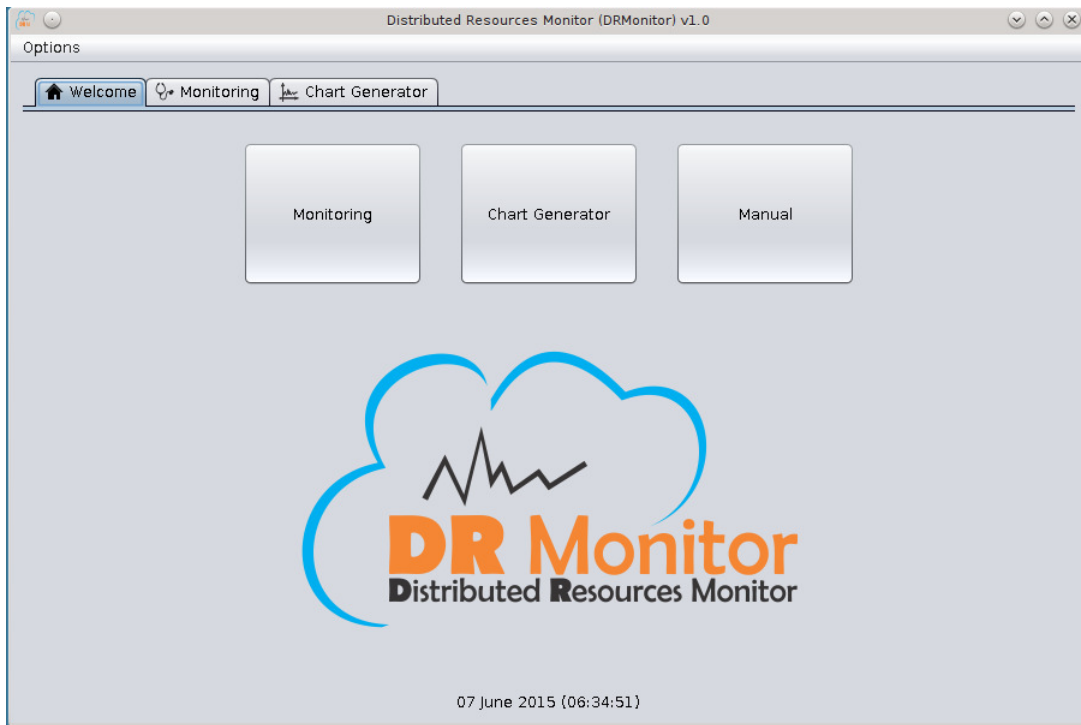 Distributed Resources Monitor (DRMonitor) v1.0
Options
Welcome Monitoring Chart Generator
Monitoring Chart Generator Manual
DR Monitor
Distributed Resources Monitor
07 June 2015 (06:34:51)